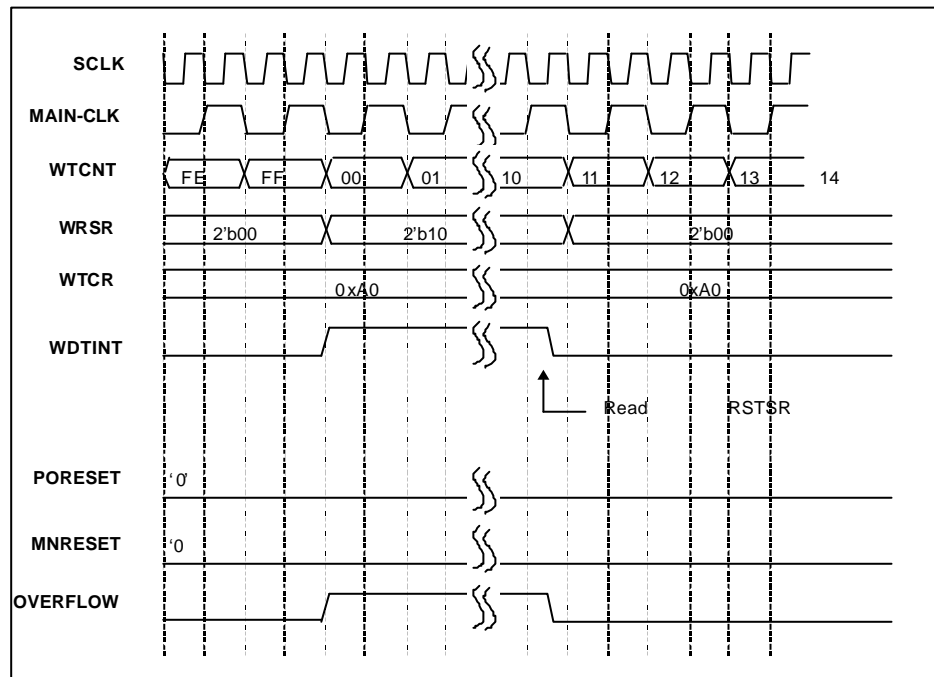 SCLK
MAIN-CLK
WTCNT FE FF 00 01 10 11 12 13 14
WRSR 2'b00 2'b10 2'b00
WTCR 0xA0 0xA0
WDTINT
Read RSTSR
PORESET ‘0’
MNRESET ‘0
OVERFLOW